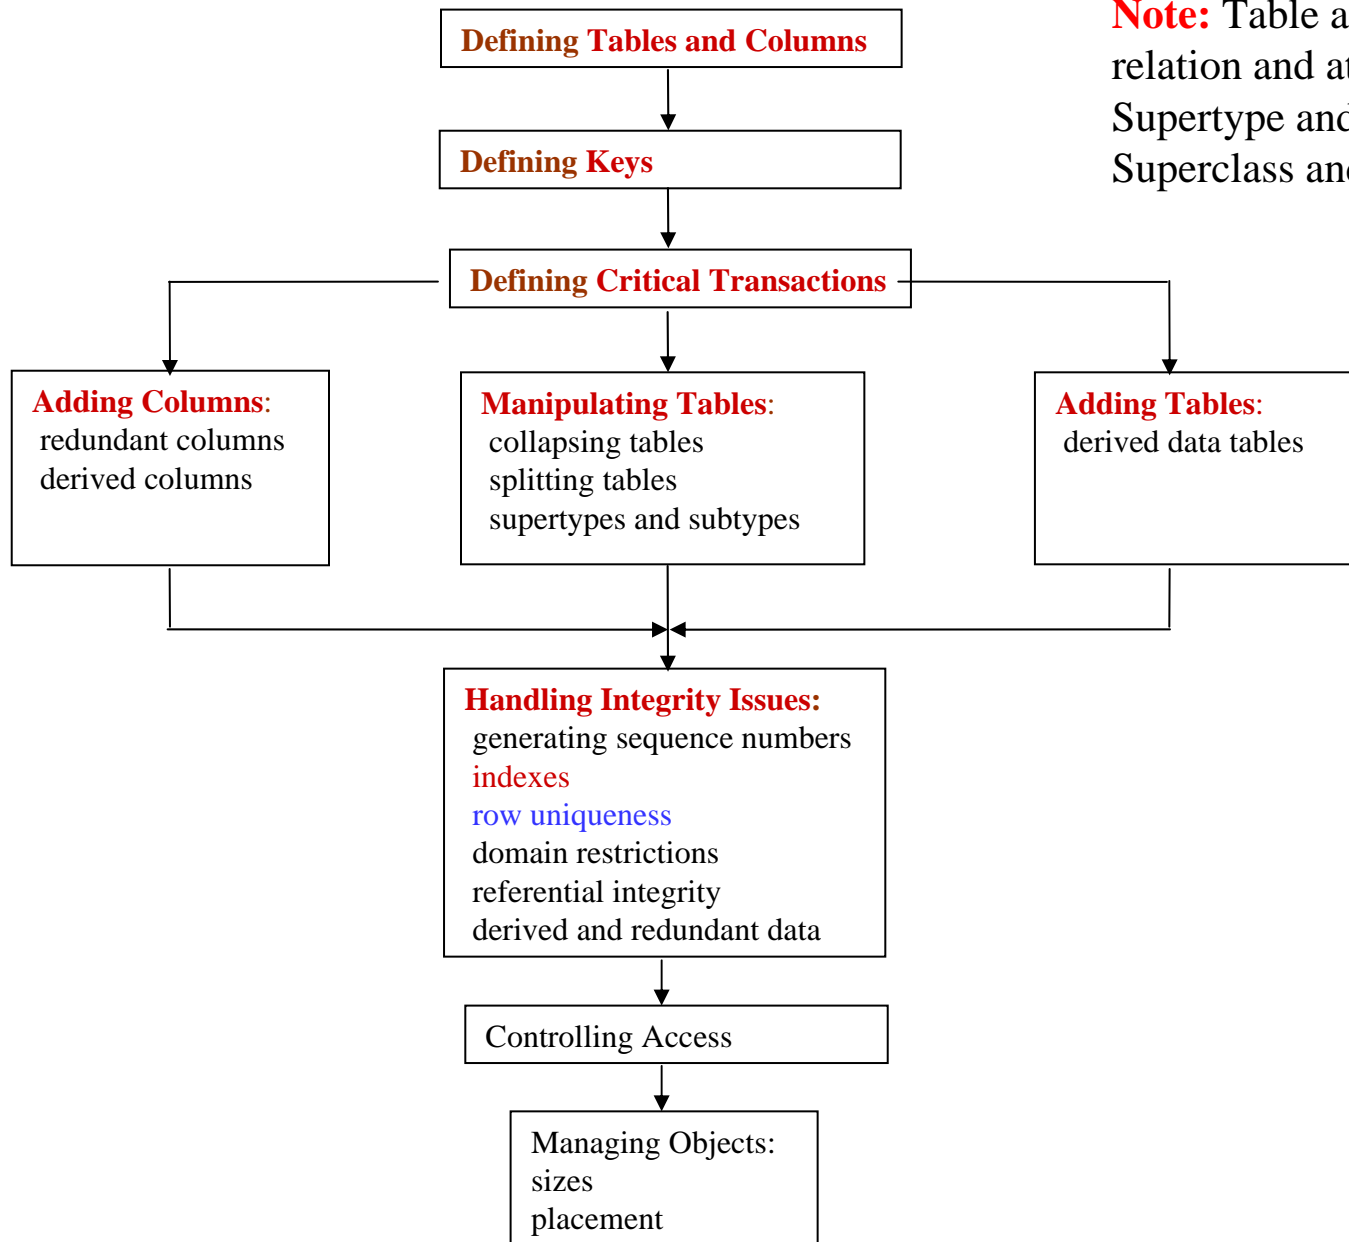 Defining Tables and Columns
Note: Table
relation and
Supertype and
Superclass
Defining Keys
Defining Critical Transactions
Adding Columns:
redundant columns
derived columns
Manipulating Tables:
collapsing tables
splitting tables
supertypes and subtypes
Adding Tables:
derived data tables
Handling Integrity Issues:
generating sequence numbers
indexes
row uniqueness
domain restrictions
referential integrity
derived and redundant data
Controlling Access
Managing Objects:
sizes
placement